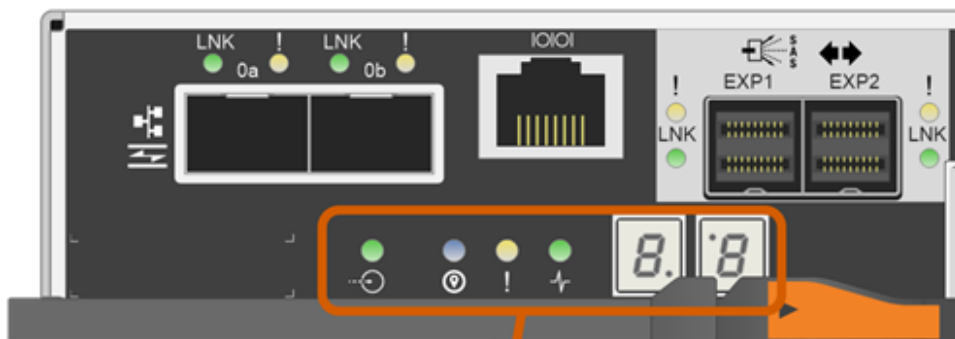 LNK ! LNK !
0a 0b
IOIOI
SAS
EXP1 EXP2
! !
LNK LNK
!
8. 8